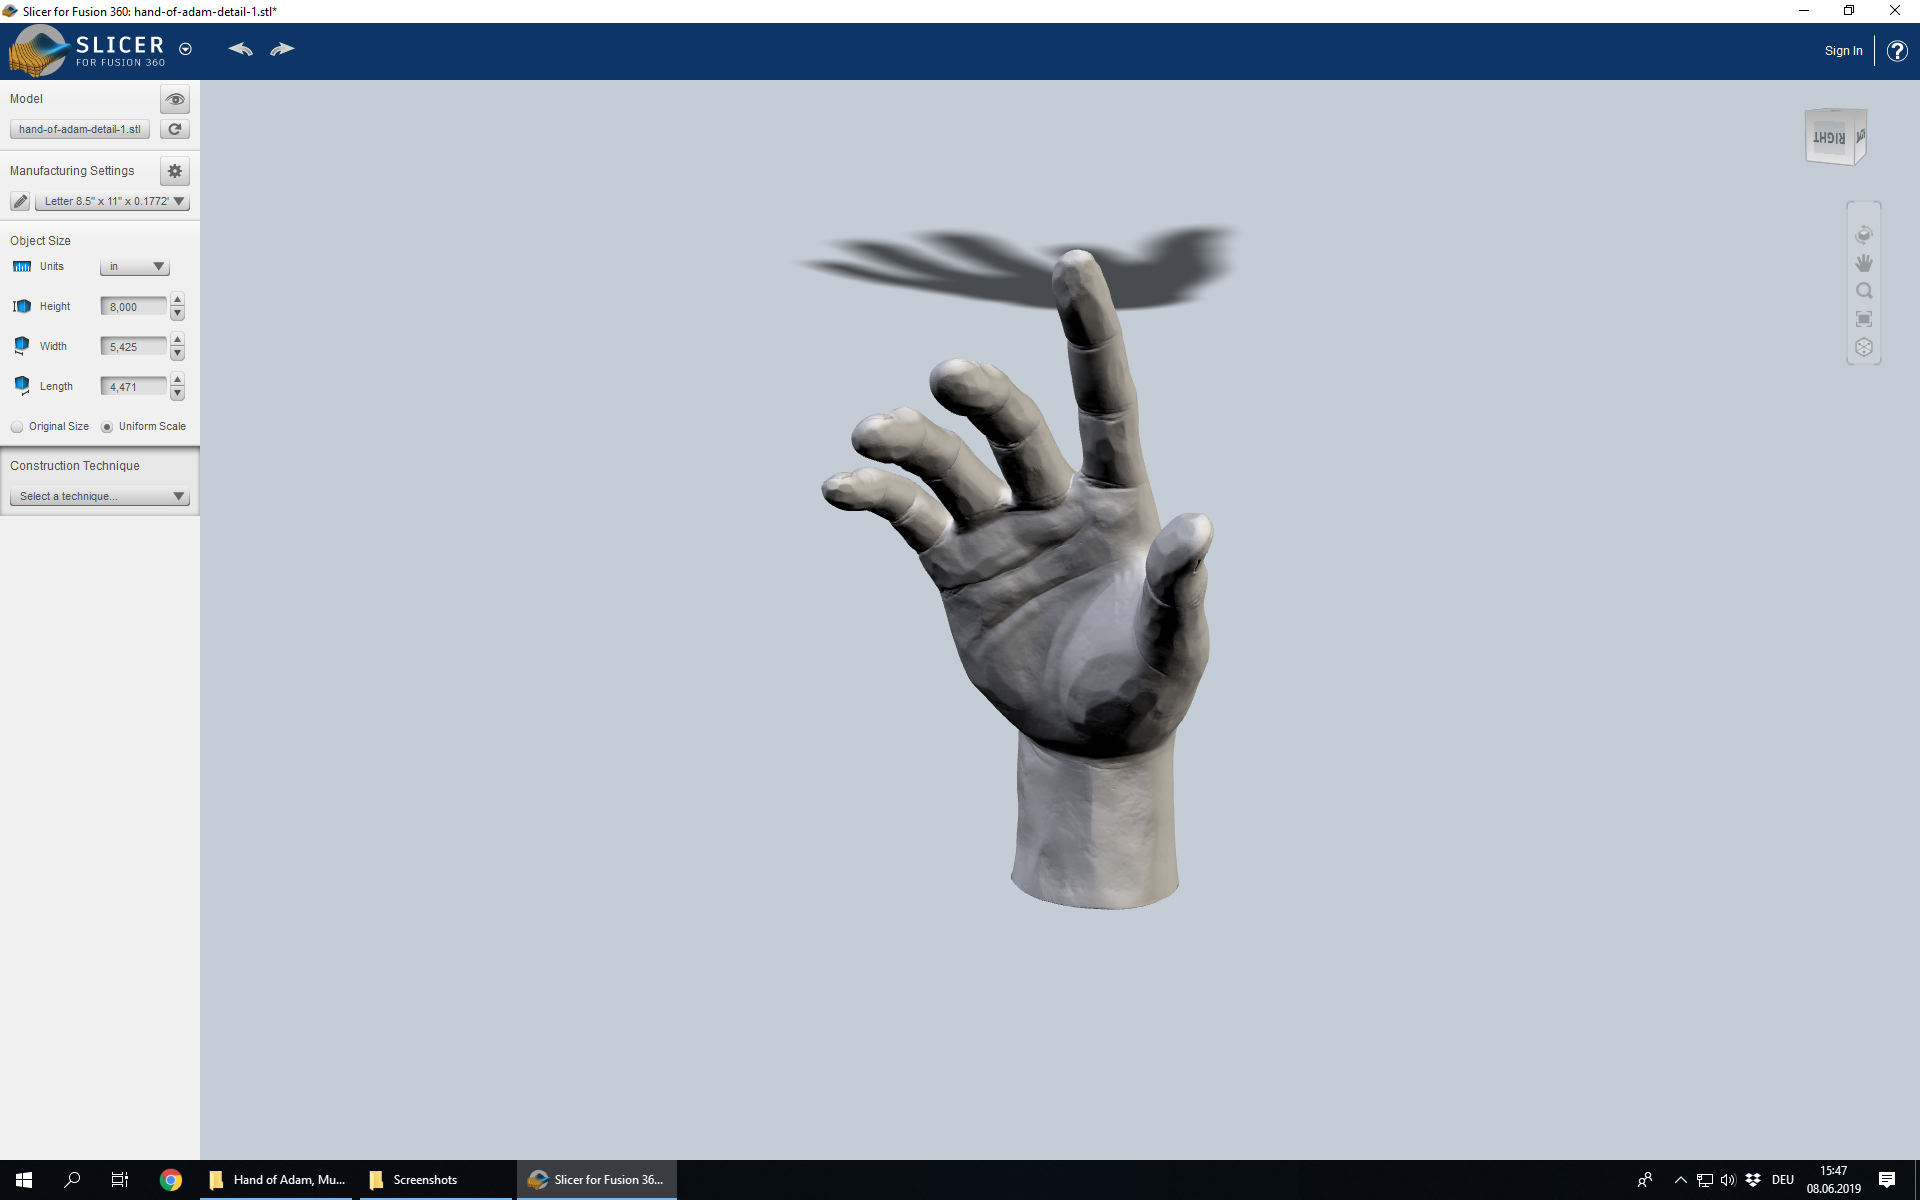 Slicer for Fusion 360: hand-of-adam-detail-1.stl*
SLICER
FOR FUSION 360
Sign In
?
Model
hand-of-adam-detail-1.stl
Manufacturing Settings
Letter 8.5" x 11" x 0.1772"
Object Size
Units in
Height 8,000
Width 5,425
Length 4,471
Original Size Uniform Scale
Construction Technique
Select a technique...
RIGHT
Hand of Adam, Mu... Screenshots Slicer for Fusion 36... DEU
15:47
08.06.2019